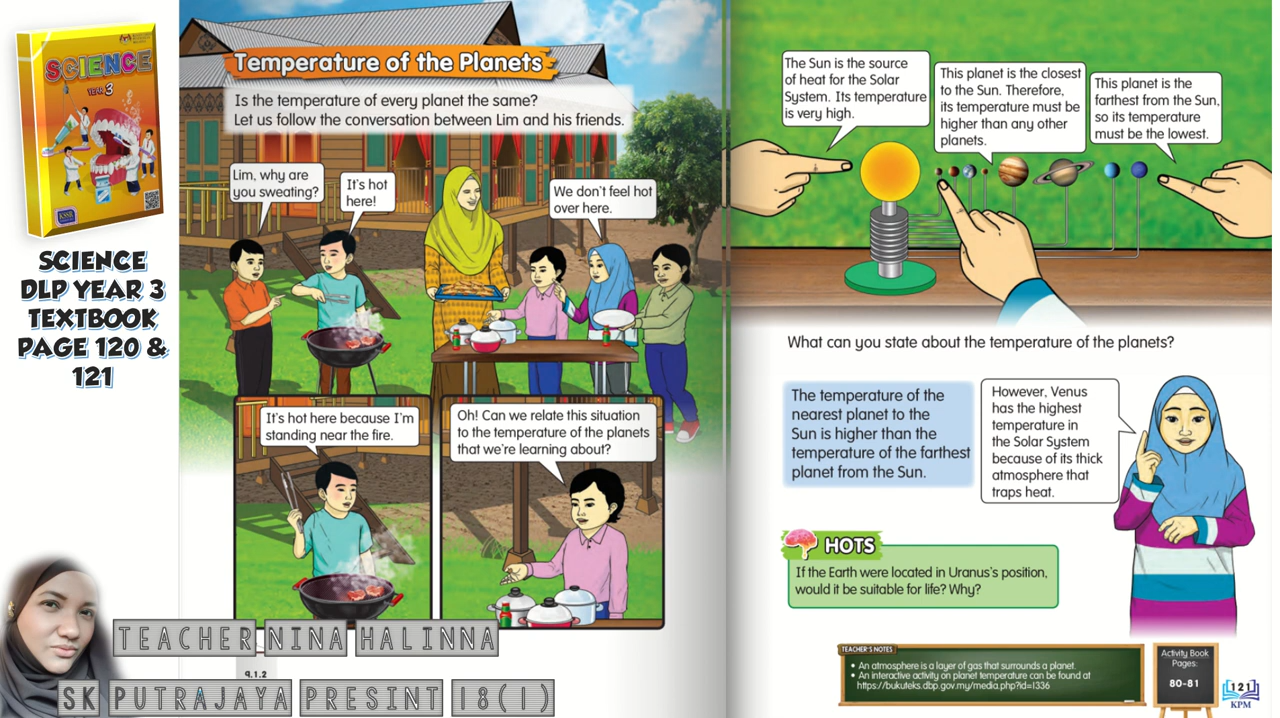 SCIENCE
YEAR 3
KSSR
SCIENCE
DLP YEAR 3
TEXTBOOK
PAGE 120 &
121
Temperature of the Planets
Is the temperature of every planet the same?
Let us follow the conversation between Lim and his friends.
Lim, why are
you sweating?
It's hot
here!
We don't feel hot
over here.
It's hot here because I'm
standing near the fire.
Oh! Can we relate this situation
to the temperature of the planets
that we're learning about?
TEACHER NINA HALINNA
9.1.2
SK PUTRAJAYA PRESINT 18(1)
The Sun is the source
of heat for the Solar
System. Its temperature
is very high.
This planet is the closest
to the Sun. Therefore,
its temperature must be
higher than any other
planets.
This planet is the
farthest from the Sun,
so its temperature
must be the lowest.
What can you state about the temperature of the planets?
The temperature of the
nearest planet to the
Sun is higher than the
temperature of the farthest
planet from the Sun.
However, Venus
has the highest
temperature in
the Solar System
because of its thick
atmosphere that
traps heat.
HOTS
If the Earth were located in Uranus's position,
would it be suitable for life? Why?
TEACHER'S NOTES
• An atmosphere is a layer of gas that surrounds a planet.
• An interactive activity on planet temperature can be found at
https://bukuteks.dbp.gov.my/media.php?id=1336
Activity Book
Pages:
80-81
121
KPM